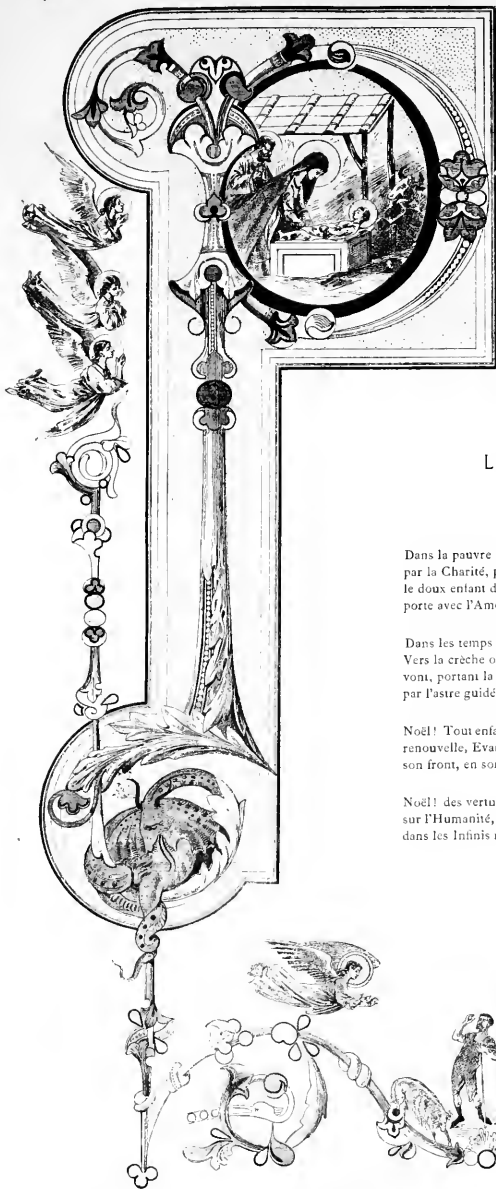 L
Dans la pauvre
par la Charité, p
le doux enfant d
porte avec l'Am
Dans les temps
Vers la crèche o
vont, portant la
par l'astre guidé
Noël! Tout enfa
renouvelle, Eva
son front, en so
Noël! des vertu
sur l'Humanité,
dans les Infinis